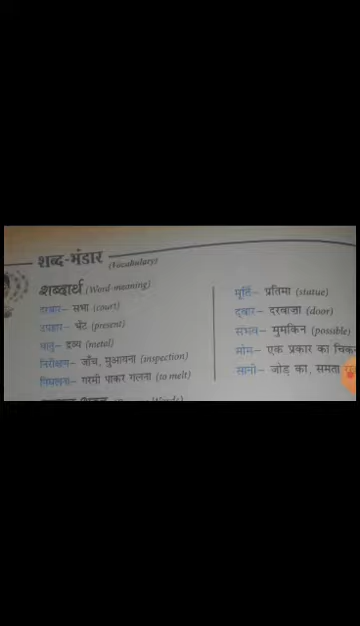 शब्द-भंडार (Vocabulary)
शब्दार्थ (Word-meaning)
दरबार– सभा (court)
उपहार– भेंट (present)
धातु– द्रव्य (metal)
निरीक्षण– जाँच, मुआयना (inspection)
पिघलना– गरमी पाकर गलना (to melt)
मूर्ति– प्रतिमा (statue)
द्वार– दरवाज़ा (door)
संभव– मुमकिन (possible)
मोम– एक प्रकार का
सानी– जोड़ का, समता